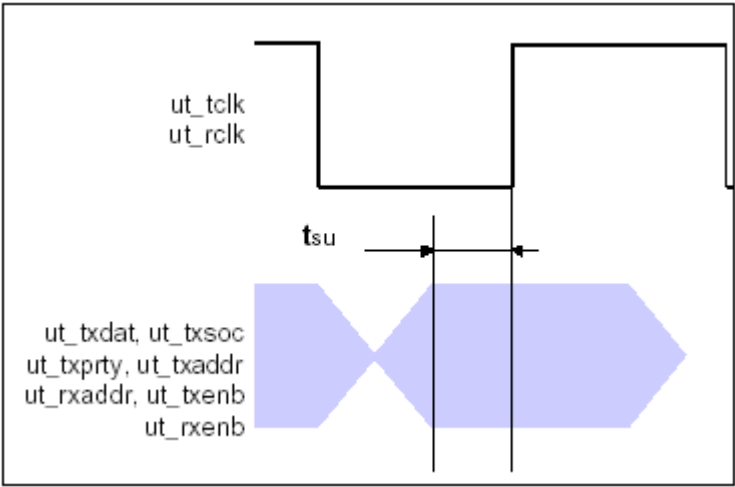 ut_tclk
ut_rclk
tsu
ut_txdat, ut_txsoc
ut_txprty, ut_txaddr
ut_rxaddr, ut_txenb
ut_rxenb